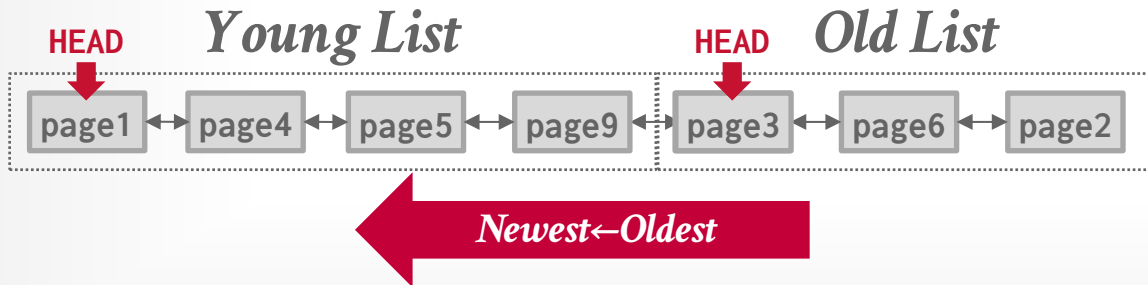 Young List
Old List
HEAD
HEAD
page1
page4
page5
page9
page3
page6
page2
Newest←Oldest